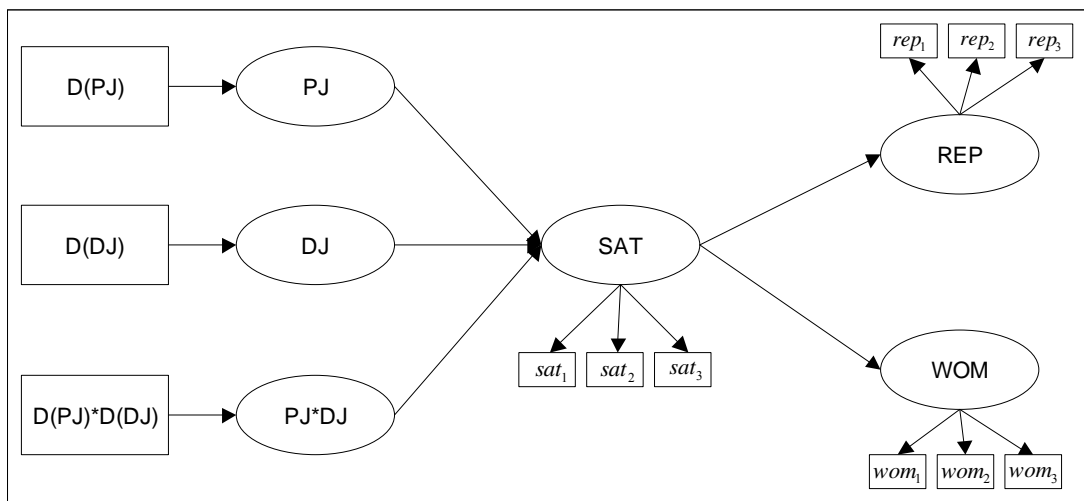 rep₁ rep₂ rep₃
D(PJ) PJ
REP
D(DJ) DJ SAT
sat₁ sat₂ sat₃
WOM
D(PJ)*D(DJ) PJ*DJ
wom₁ wom₂ wom₃